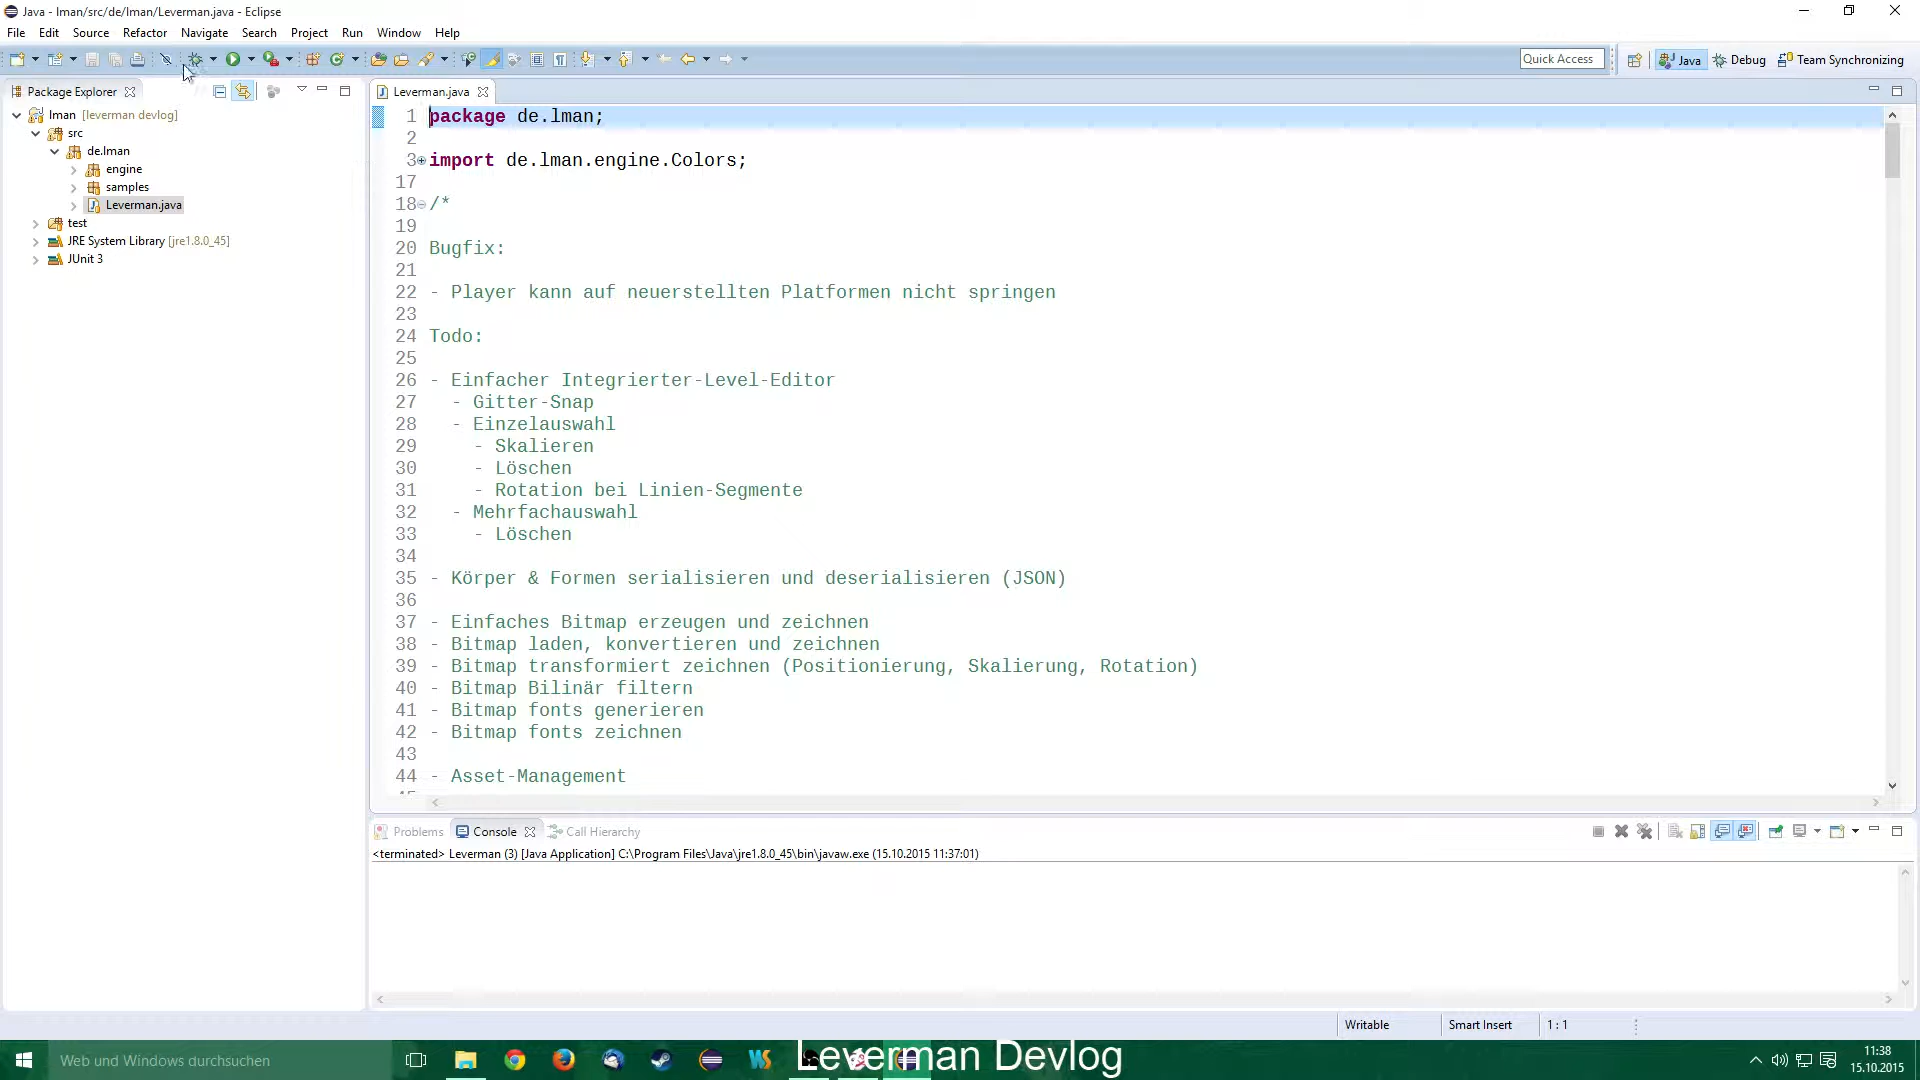 Java - lman/src/de/lman/Leverman.java - Eclipse
File Edit Source Refactor Navigate Search Project Run Window Help
Quick Access Java Debug Team Synchronizing
Package Explorer
lman [leverman devlog]
src
de.lman
engine
samples
Leverman.java
test
JRE System Library [jre1.8.0_45]
JUnit 3
Leverman.java
1 package de.lman;
2
3 import de.lman.engine.Colors;
17
18 /*
19
20 Bugfix:
21
22 - Player kann auf neuerstellten Platformen nicht springen
23
24 Todo:
25
26 - Einfacher Integrierter-Level-Editor
27 - Gitter-Snap
28 - Einzelauswahl
29 - Skalieren
30 - Löschen
31 - Rotation bei Linien-Segmente
32 - Mehrfachauswahl
33 - Löschen
34
35 - Körper & Formen serialisieren und deserialisieren (JSON)
36
37 - Einfaches Bitmap erzeugen und zeichnen
38 - Bitmap laden, konvertieren und zeichnen
39 - Bitmap transformiert zeichnen (Positionierung, Skalierung, Rotation)
40 - Bitmap Bilinär filtern
41 - Bitmap fonts generieren
42 - Bitmap fonts zeichnen
43
44 - Asset-Management
Problems Console Call Hierarchy
<terminated> Leverman (3) [Java Application] C:\Program Files\Java\jre1.8.0_45\bin\javaw.exe (15.10.2015 11:37:01)
Writable Smart Insert 1 : 1
Web und Windows durchsuchen
Leverman Devlog
11:38
15.10.2015